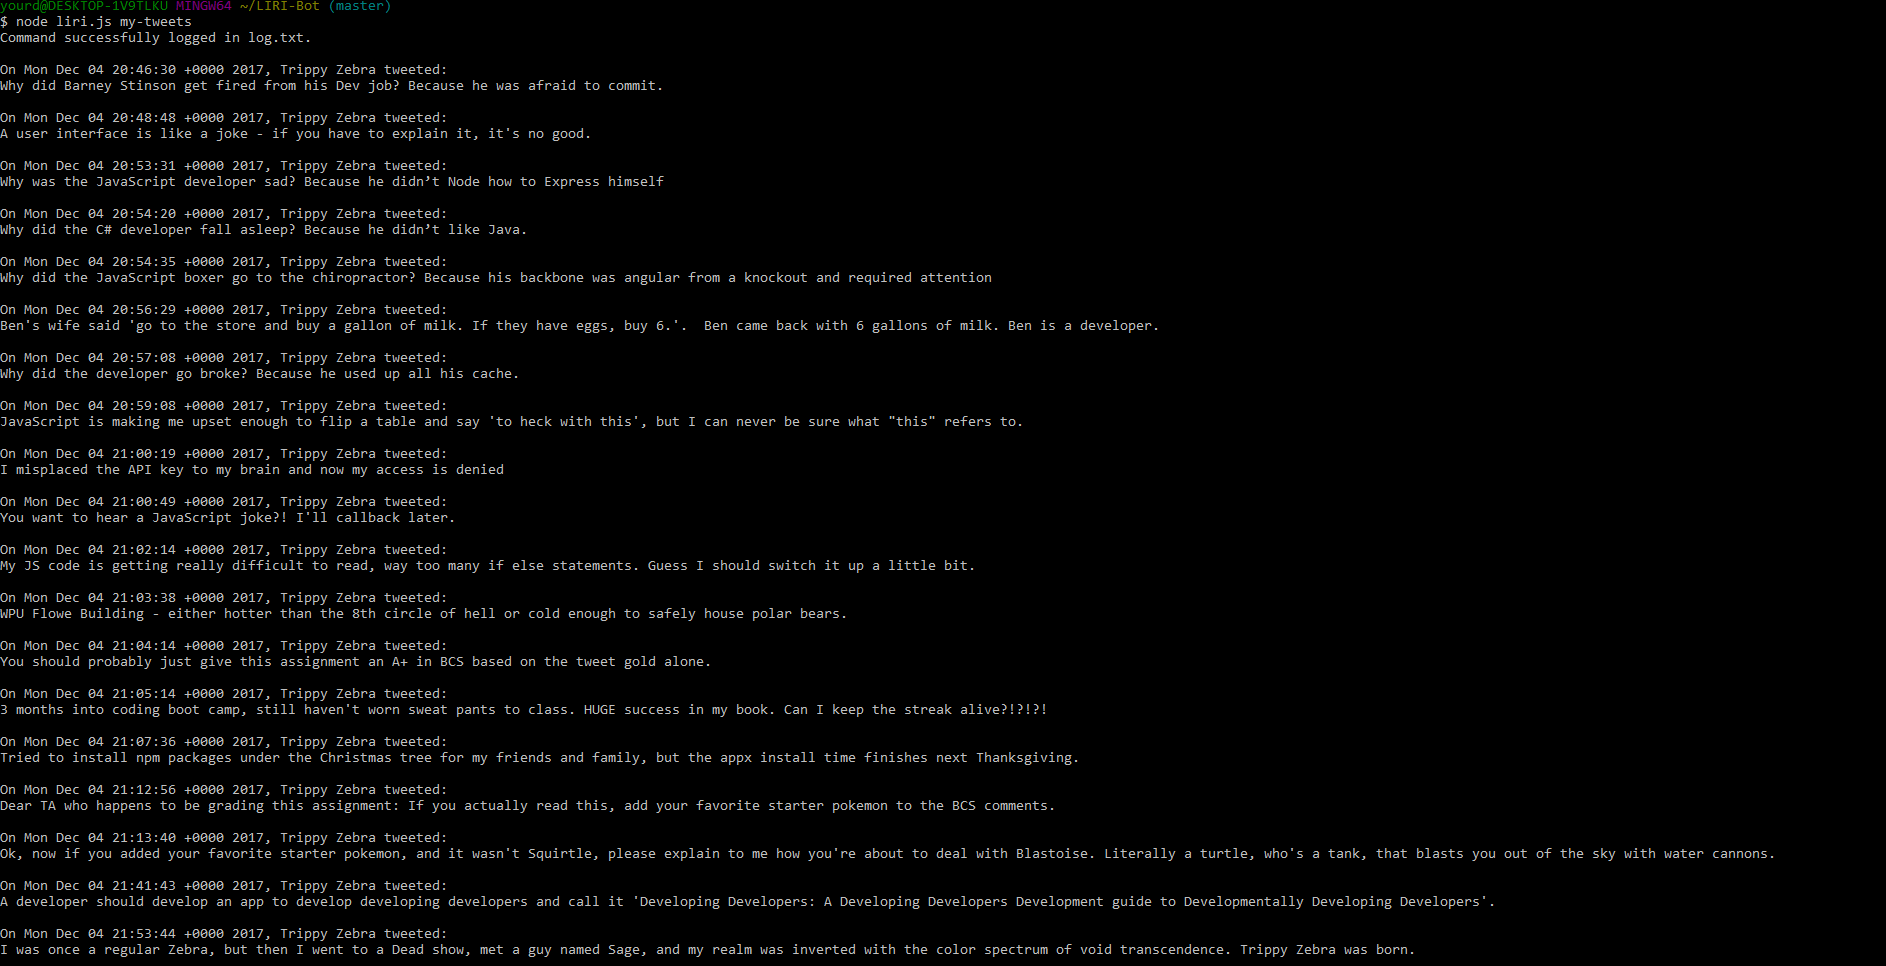 yourd@DESKTOP-1V9TLKU MINGW64 ~/LIRI-Bot (master)
$ node liri.js my-tweets
Command successfully logged in log.txt.
On Mon Dec 04 20:46:30 +0000 2017, Trippy Zebra tweeted:
Why did Barney Stinson get fired from his Dev job? Because he was afraid to commit.
On Mon Dec 04 20:48:48 +0000 2017, Trippy Zebra tweeted:
A user interface is like a joke - if you have to explain it, it's no good.
On Mon Dec 04 20:53:31 +0000 2017, Trippy Zebra tweeted:
Why was the JavaScript developer sad? Because he didn’t Node how to Express himself
On Mon Dec 04 20:54:20 +0000 2017, Trippy Zebra tweeted:
Why did the C# developer fall asleep? Because he didn’t like Java.
On Mon Dec 04 20:54:35 +0000 2017, Trippy Zebra tweeted:
Why did the JavaScript boxer go to the chiropractor? Because his backbone was angular from a knockout and required attention
On Mon Dec 04 20:56:29 +0000 2017, Trippy Zebra tweeted:
Ben's wife said 'go to the store and buy a gallon of milk. If they have eggs, buy 6.'.  Ben came back with 6 gallons of milk. Ben is a developer.
On Mon Dec 04 20:57:08 +0000 2017, Trippy Zebra tweeted:
Why did the developer go broke? Because he used up all his cache.
On Mon Dec 04 20:59:08 +0000 2017, Trippy Zebra tweeted:
JavaScript is making me upset enough to flip a table and say 'to heck with this', but I can never be sure what "this" refers to.
On Mon Dec 04 21:00:19 +0000 2017, Trippy Zebra tweeted:
I misplaced the API key to my brain and now my access is denied
On Mon Dec 04 21:00:49 +0000 2017, Trippy Zebra tweeted:
You want to hear a JavaScript joke?! I'll callback later.
On Mon Dec 04 21:02:14 +0000 2017, Trippy Zebra tweeted:
My JS code is getting really difficult to read, way too many if else statements. Guess I should switch it up a little bit.
On Mon Dec 04 21:03:38 +0000 2017, Trippy Zebra tweeted:
WPU Flowe Building - either hotter than the 8th circle of hell or cold enough to safely house polar bears.
On Mon Dec 04 21:04:14 +0000 2017, Trippy Zebra tweeted:
You should probably just give this assignment an A+ in BCS based on the tweet gold alone.
On Mon Dec 04 21:05:14 +0000 2017, Trippy Zebra tweeted:
3 months into coding boot camp, still haven't worn sweat pants to class. HUGE success in my book. Can I keep the streak alive?!?!?!
On Mon Dec 04 21:07:36 +0000 2017, Trippy Zebra tweeted:
Tried to install npm packages under the Christmas tree for my friends and family, but the appx install time finishes next Thanksgiving.
On Mon Dec 04 21:12:56 +0000 2017, Trippy Zebra tweeted:
Dear TA who happens to be grading this assignment: If you actually read this, add your favorite starter pokemon to the BCS comments.
On Mon Dec 04 21:13:40 +0000 2017, Trippy Zebra tweeted:
Ok, now if you added your favorite starter pokemon, and it wasn't Squirtle, please explain to me how you're about to deal with Blastoise. Literally a turtle, who's a tank, that blasts you out of the sky with water cannons.
On Mon Dec 04 21:41:43 +0000 2017, Trippy Zebra tweeted:
A developer should develop an app to develop developing developers and call it 'Developing Developers: A Developing Developers Development guide to Developmentally Developing Developers'.
On Mon Dec 04 21:53:44 +0000 2017, Trippy Zebra tweeted:
I was once a regular Zebra, but then I went to a Dead show, met a guy named Sage, and my realm was inverted with the color spectrum of void transcendence. Trippy Zebra was born.